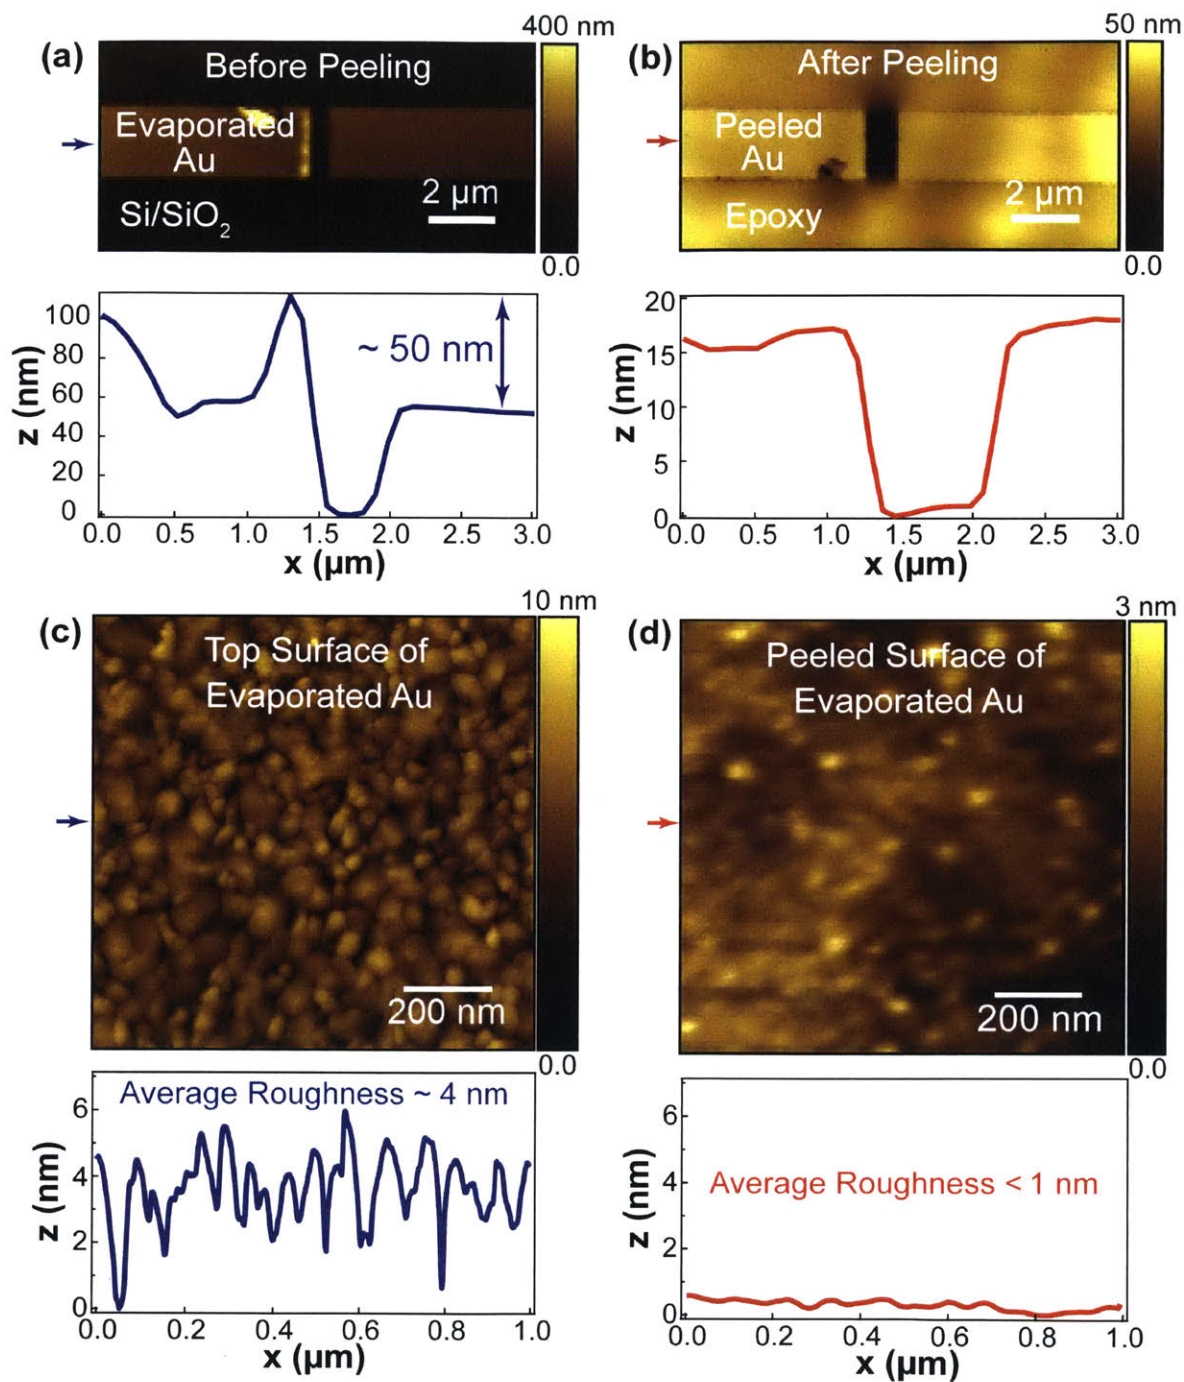 400 nm
(a)
Before Peeling
Evaporated
Au
2 µm
Si/SiO2
0.0
50 nm
(b)
After Peeling
Peeled
Au
2 µm
Epoxy
0.0
100
80
60
40
20
0
z (nm)
~ 50 nm
0.0 0.5 1.0 1.5 2.0 2.5 3.0
x (µm)
20
15
10
5
0
z (nm)
0.0 0.5 1.0 1.5 2.0 2.5 3.0
x (µm)
10 nm
(c)
Top Surface of
Evaporated Au
200 nm
0.0
3 nm
(d)
Peeled Surface of
Evaporated Au
200 nm
0.0
Average Roughness ~ 4 nm
6
4
2
0
z (nm)
0.0 0.2 0.4 0.6 0.8 1.0
x (µm)
6
4
2
0
z (nm)
Average Roughness < 1 nm
0.0 0.2 0.4 0.6 0.8 1.0
x (µm)